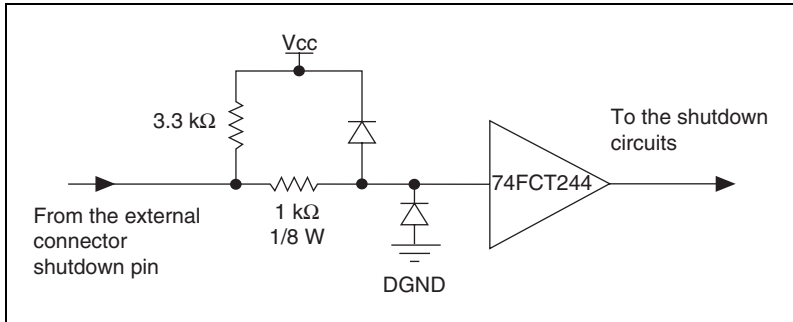 Vcc
3.3 kΩ
To the shutdown
circuits
74FCT244
From the external
connector
shutdown pin
1 kΩ
1/8 W
DGND